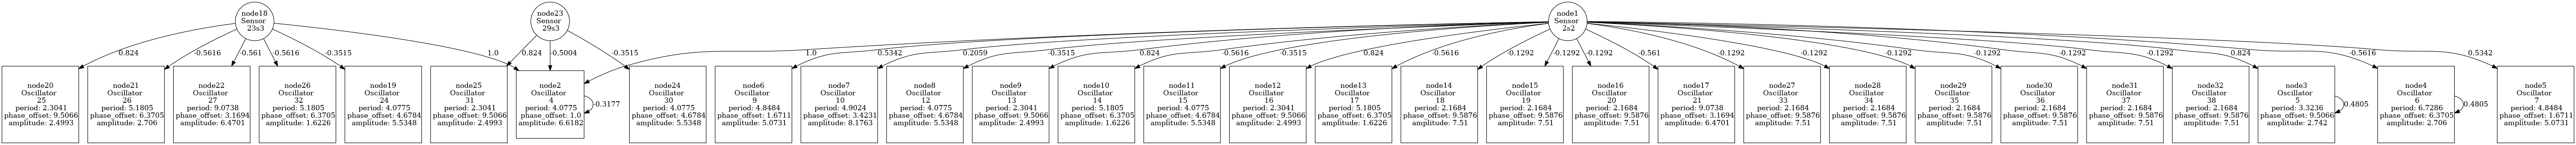 node18
Sensor
23s3
node23
Sensor
29s3
node1
Sensor
2s2
0.824
-0.5616
-0.561
-0.5616
-0.3515
1.0
0.824
-0.5004
-0.3515
1.0
0.5342
0.2059
-0.3515
0.824
-0.5616
-0.3515
0.824
-0.5616
-0.1292
-0.1292
-0.1292
-0.561
-0.1292
-0.1292
-0.1292
-0.1292
-0.1292
-0.1292
0.824
-0.5616
0.5342
node20
Oscillator
25
period: 2.3041
phase_offset: 9.5066
amplitude: 2.4993
node21
Oscillator
26
period: 5.1805
phase_offset: 6.3705
amplitude: 2.706
node22
Oscillator
27
period: 9.0738
phase_offset: 3.1694
amplitude: 6.4701
node26
Oscillator
32
period: 5.1805
phase_offset: 6.3705
amplitude: 1.6226
node19
Oscillator
24
period: 4.0775
phase_offset: 4.6784
amplitude: 5.5348
node25
Oscillator
31
period: 2.3041
phase_offset: 9.5066
amplitude: 2.4993
node2
Oscillator
4
period: 4.0775
phase_offset: 1.0
amplitude: 6.6182
-0.3177
node24
Oscillator
30
period: 4.0775
phase_offset: 4.6784
amplitude: 5.5348
node6
Oscillator
9
period: 4.8484
phase_offset: 1.6711
amplitude: 5.0731
node7
Oscillator
10
period: 4.9024
phase_offset: 3.4231
amplitude: 8.1763
node8
Oscillator
12
period: 4.0775
phase_offset: 4.6784
amplitude: 5.5348
node9
Oscillator
13
period: 2.3041
phase_offset: 9.5066
amplitude: 2.4993
node10
Oscillator
14
period: 5.1805
phase_offset: 6.3705
amplitude: 1.6226
node11
Oscillator
15
period: 4.0775
phase_offset: 4.6784
amplitude: 5.5348
node12
Oscillator
16
period: 2.3041
phase_offset: 9.5066
amplitude: 2.4993
node13
Oscillator
17
period: 5.1805
phase_offset: 6.3705
amplitude: 1.6226
node14
Oscillator
18
period: 2.1684
phase_offset: 9.5876
amplitude: 7.51
node15
Oscillator
19
period: 2.1684
phase_offset: 9.5876
amplitude: 7.51
node16
Oscillator
20
period: 2.1684
phase_offset: 9.5876
amplitude: 7.51
node17
Oscillator
21
period: 9.0738
phase_offset: 3.1694
amplitude: 6.4701
node27
Oscillator
33
period: 2.1684
phase_offset: 9.5876
amplitude: 7.51
node28
Oscillator
34
period: 2.1684
phase_offset: 9.5876
amplitude: 7.51
node29
Oscillator
35
period: 2.1684
phase_offset: 9.5876
amplitude: 7.51
node30
Oscillator
36
period: 2.1684
phase_offset: 9.5876
amplitude: 7.51
node31
Oscillator
37
period: 2.1684
phase_offset: 9.5876
amplitude: 7.51
node32
Oscillator
38
period: 2.1684
phase_offset: 9.5876
amplitude: 7.51
node3
Oscillator
5
period: 3.3236
phase_offset: 9.5066
amplitude: 2.742
0.4805
node4
Oscillator
6
period: 6.7286
phase_offset: 6.3705
amplitude: 2.706
0.4805
node5
Oscillator
7
period: 4.8484
phase_offset: 1.6711
amplitude: 5.0731